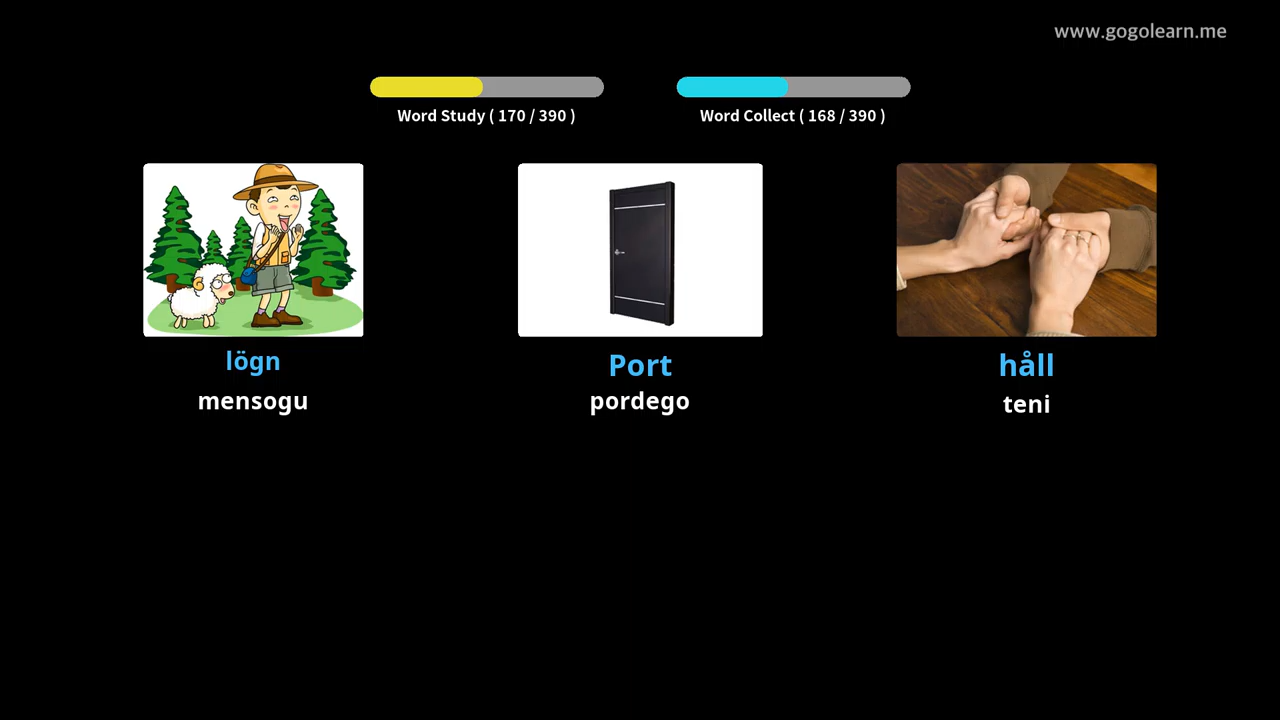 www.gogolearn.me
Word Study ( 170 / 390 )
Word Collect ( 168 / 390 )
lögn
mensogu
Port
pordego
håll
teni